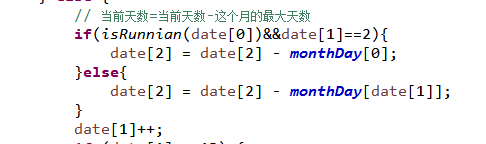 // 当前天数=当前天数-这个月的最大天数
if(isRunnian(date[0])&&date[1]==2){
date[2] = date[2] - monthDay[0];
}else{
date[2] = date[2] - monthDay[date[1]];
}
date[1]++;